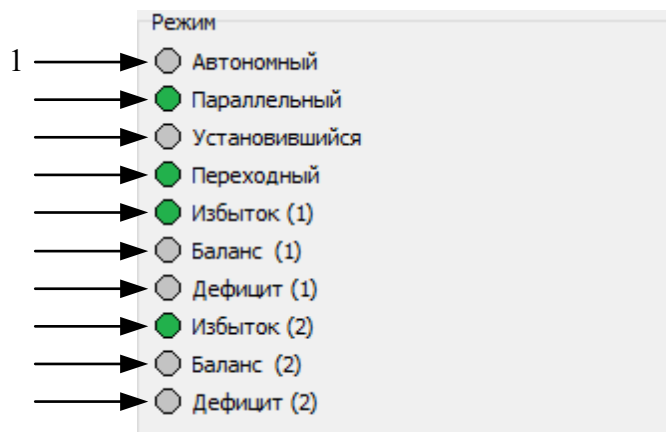 Режим
1 Автономный
Параллельный
Установившийся
Переходный
Избыток (1)
Баланс (1)
Дефицит (1)
Избыток (2)
Баланс (2)
Дефицит (2)